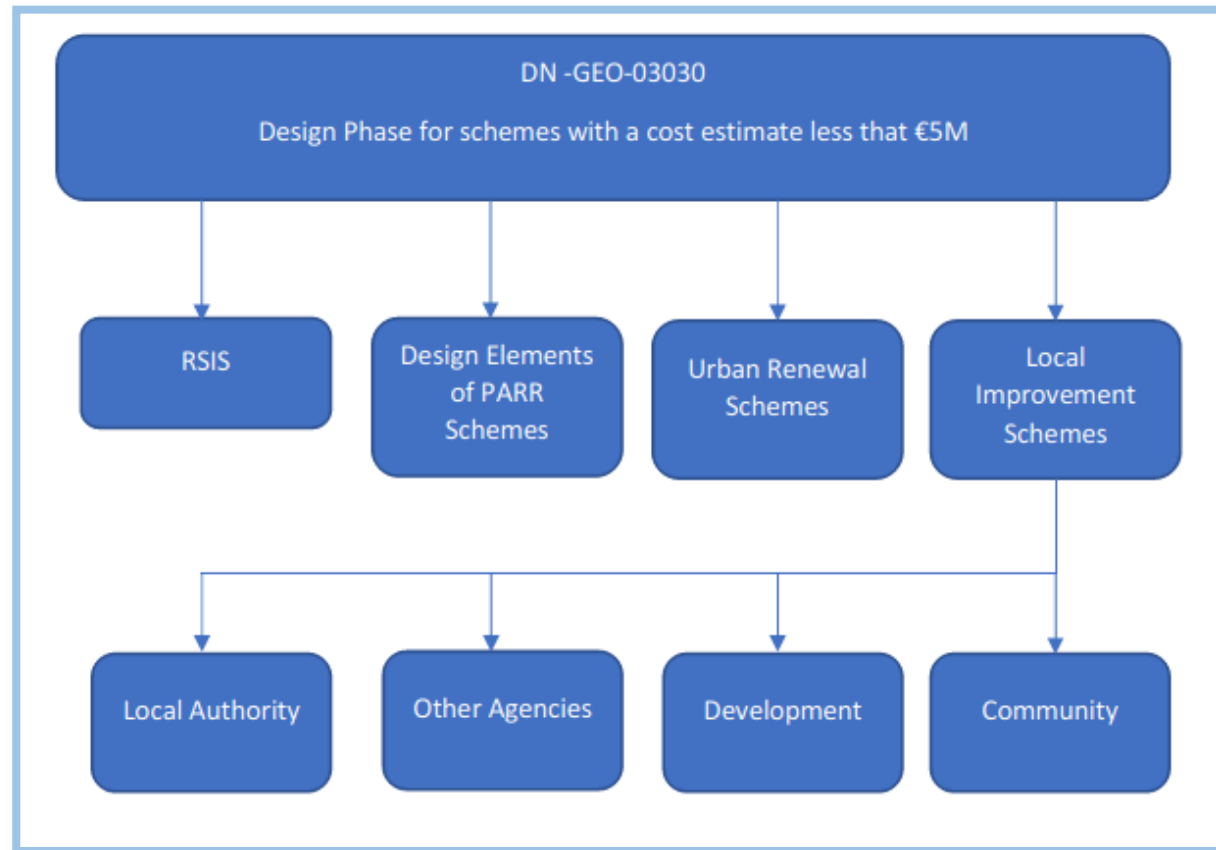 DN -GEO-03030
Design Phase for schemes with a cost estimate less that €5M
RSIS
Design Elements
of PARR
Schemes
Urban Renewal
Schemes
Local
Improvement
Schemes
Local Authority
Other Agencies
Development
Community